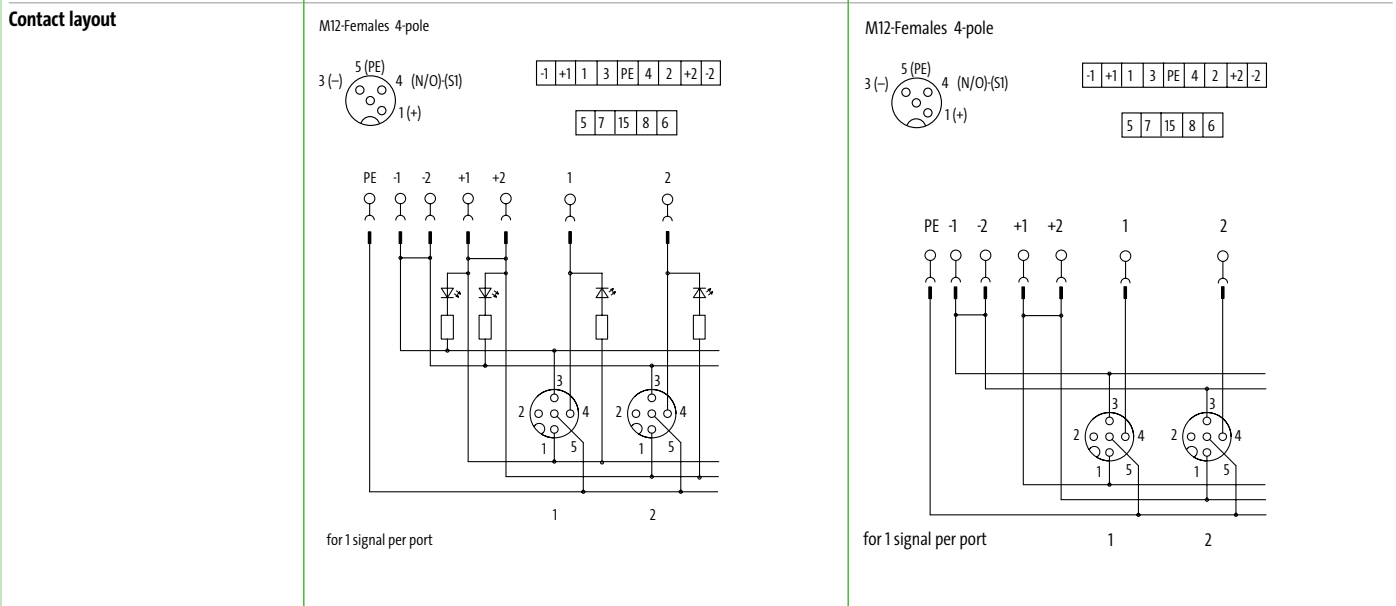 Contact layout
M12-Females 4-pole
5 (PE)
3 (–)
4 (N/O)-(S1)
1 (+)
-1 +1 1 3 PE 4 2 +2 -2
5 7 15 8 6
PE -1 -2 +1 +2 1 2
3 3
2 4 2 4
1 5 1 5
1 2
for 1 signal per port
M12-Females 4-pole
5 (PE)
3 (–)
4 (N/O)-(S1)
1 (+)
-1 +1 1 3 PE 4 2 +2 -2
5 7 15 8 6
PE -1 -2 +1 +2 1 2
3 3
2 4 2 4
1 5 1 5
for 1 signal per port 1 2